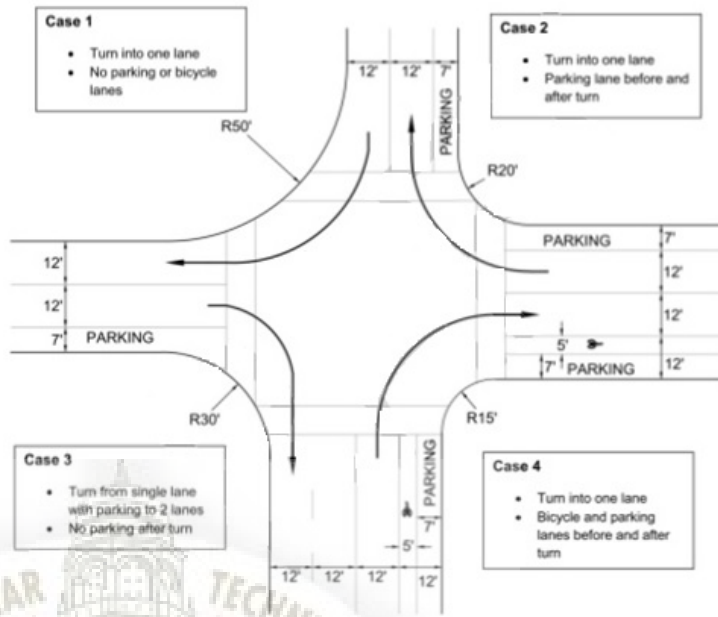 Case 1
• Turn into one lane
• No parking or bicycle
lanes
Case 2
• Turn into one lane
• Parking lane before and
after turn
12'
12'
7'
PARKING
R50'
R20'
PARKING
7'
12'
12'
12'
12'
5'
7'
PARKING
12'
7'
PARKING
R30'
R15'
Case 3
• Turn from single lane
with parking to 2 lanes
• No parking after turn
PARKING
7'
5'
12'
12'
12'
12'
Case 4
• Turn into one lane
• Bicycle and parking
lanes before and after
turn
AR
TECHN